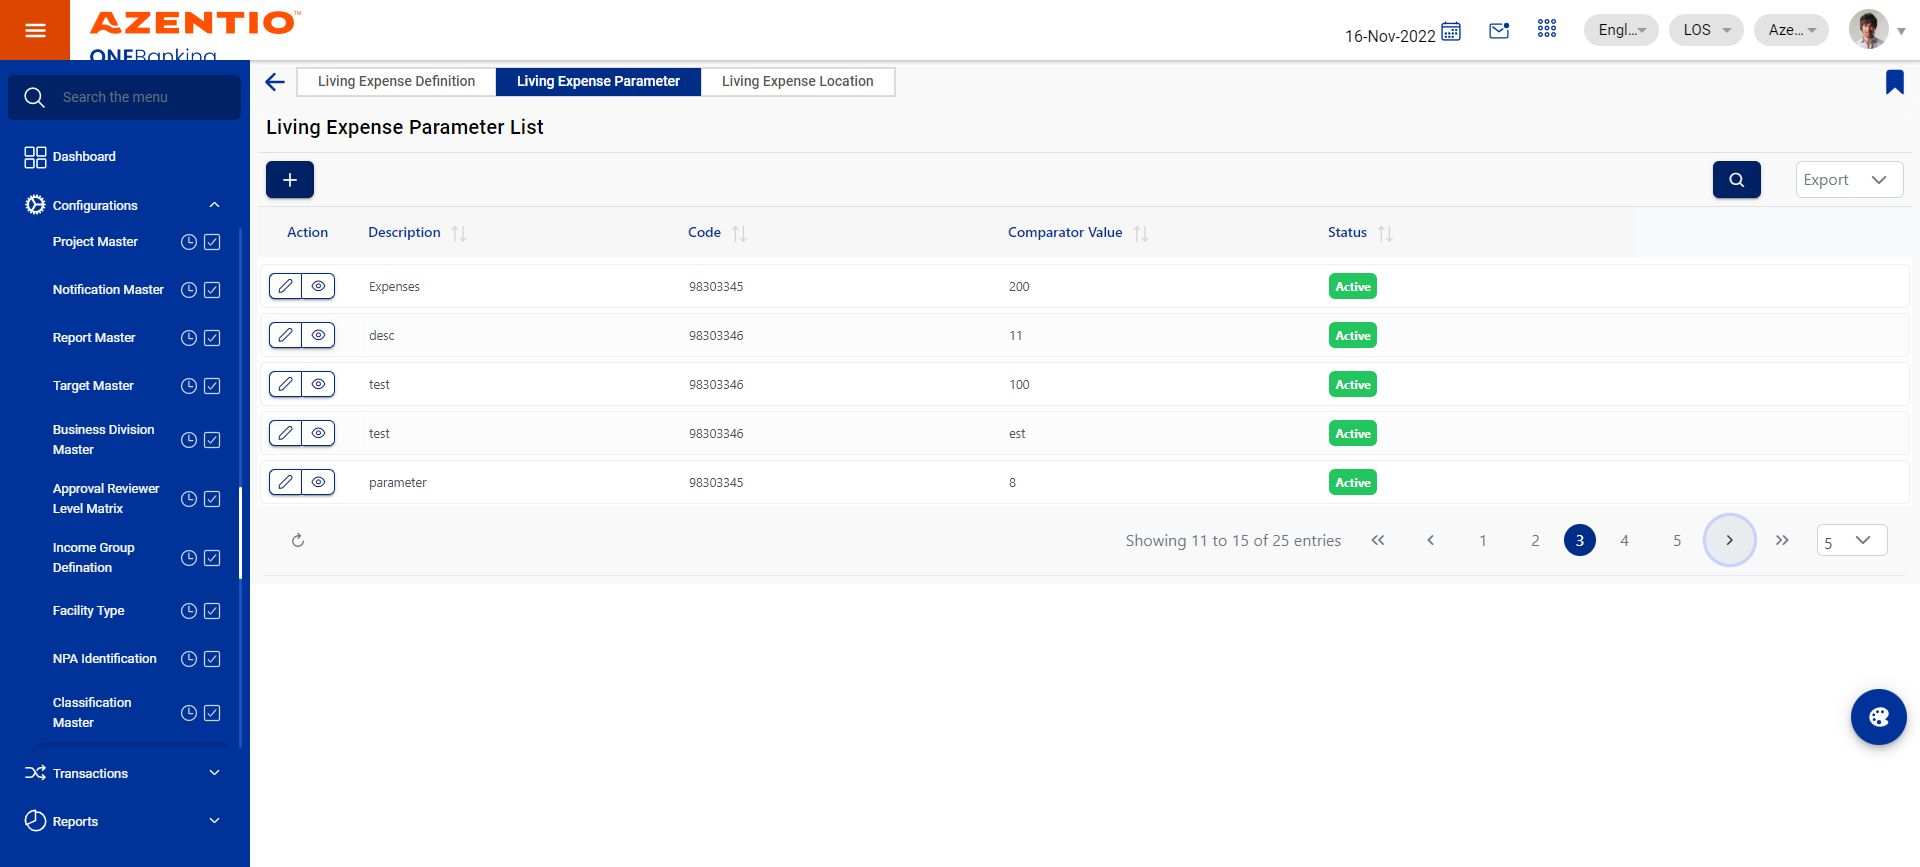 AZENTIO™
ONEBanking
16-Nov-2022
Engl...
LOS
Aze...
Search the menu
Dashboard
Configurations
Project Master
Notification Master
Report Master
Target Master
Business Division
Master
Approval Reviewer
Level Matrix
Income Group
Defination
Facility Type
NPA Identification
Classification
Master
Transactions
Reports
Living Expense Definition
Living Expense Parameter
Living Expense Location
Living Expense Parameter List
Export
Action Description Code Comparator Value Status
Expenses 98303345 200 Active
desc 98303346 11 Active
test 98303346 100 Active
test 98303346 est Active
parameter 98303345 8 Active
Showing 11 to 15 of 25 entries 1 2 3 4 5 5